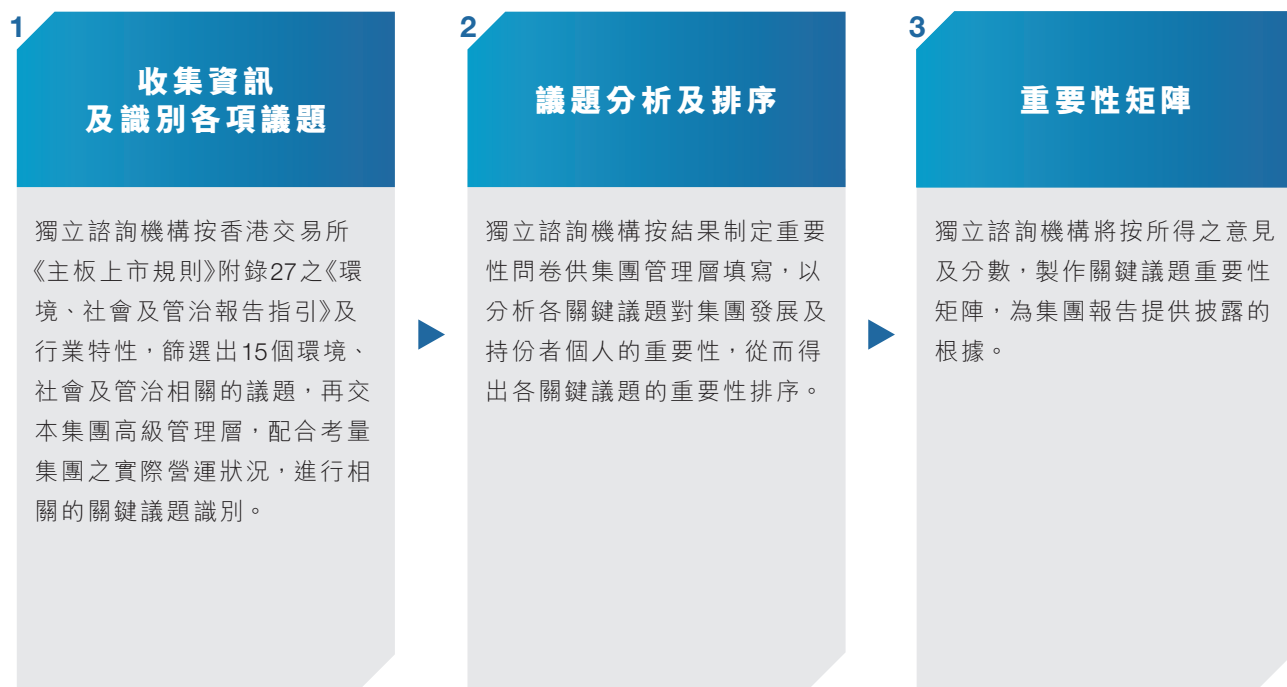 1
收集資訊
及識別各項議題
獨立諮詢機構按香港交易所
《主板上市規則》附錄27之《環
境、社會及管治報告指引》及
行業特性，篩選出15個環境、
社會及管治相關的議題，再交
本集團高級管理層，配合考量
集團之實際營運狀況，進行相
關的關鍵議題識別。
2
議題分析及排序
獨立諮詢機構按結果制定重要
性問卷供集團管理層填寫，以
分析各關鍵議題對集團發展及
持份者個人的重要性，從而得
出各關鍵議題的重要性排序。
3
重要性矩陣
獨立諮詢機構將按所得之意見
及分數，製作關鍵議題重要性
矩陣，為集團報告提供披露的
根據。